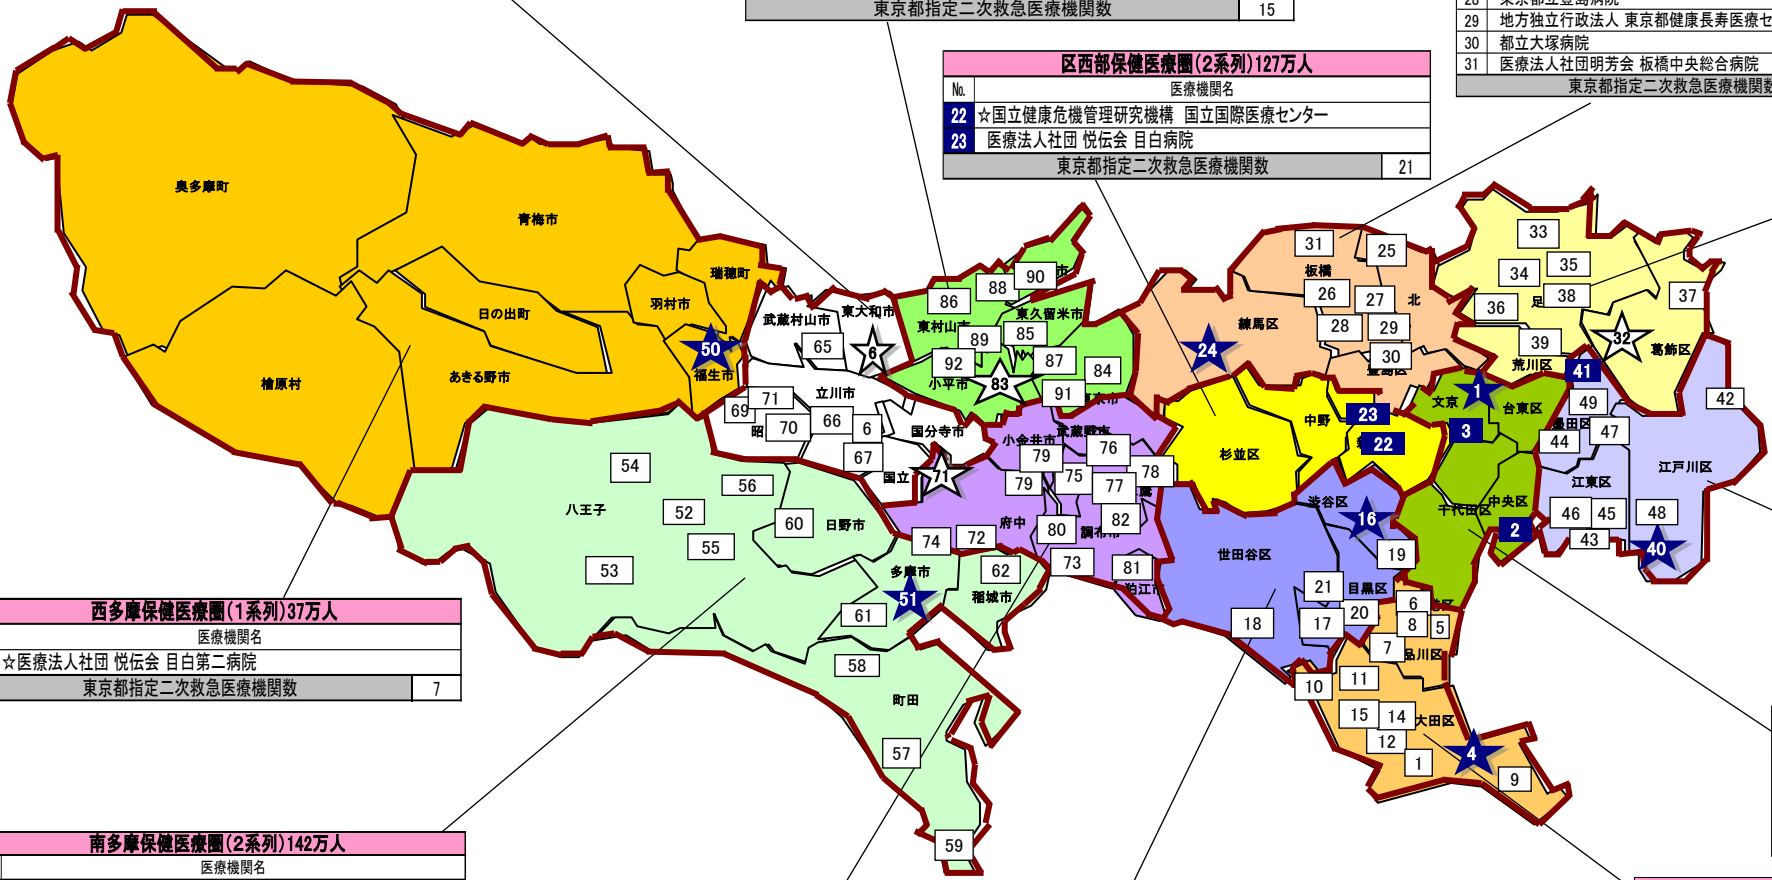 東京都指定二次救急医療機関数 15
29 地方独立行政法人 東京都健康長寿医療セ
30 都立大塚病院
31 医療法人社団明芳会 板橋中央総合病院
東京都指定二次救急医療機関数
区西部保健医療圏(2系列)127万人
No. 医療機関名
22 ☆国立健康危機管理研究機構 国立国際医療センター
23 医療法人社団 悦伝会 目白病院
東京都指定二次救急医療機関数 21
奥多摩町
青梅市
瑞穂町
羽村市
日の出町
50
福生市
あきる野市
檜原村
武蔵村山市
東大和市
65
6
立川市
71
69
昭
70
66
6
67
国分寺市
国立
71
90
市
88
86
東村山市
東久留米市
85
89
92
87
84
小平市
83
91
小金井市
武蔵野市
79
76
79
75
77
78
80
82
府中
調布市
72
74
73
81
狛江市
54
56
八王子
52
60
日野市
55
53
多摩市
51
62
稲城市
61
58
町田
57
59
31
25
板橋
26
27
北
28
29
30
豊島区
練馬区
24
33
34
35
足
38
36
37
39
32
荒川区
葛飾区
文京
1
台東区
3
中央区
千代田区
2
41
49
墨田区
47
44
42
江戸川区
江東区
46
45
48
43
40
中野
23
22
杉並区
渋谷区
16
世田谷区
19
21
目黒区
20
18
17
6
8
5
7
品川区
10
11
15
14
大田区
12
1
4
9
西多摩保健医療圏(1系列)37万人
医療機関名
☆医療法人社団 悦伝会 目白第二病院
東京都指定二次救急医療機関数 7
南多摩保健医療圏(2系列)142万人
医療機関名